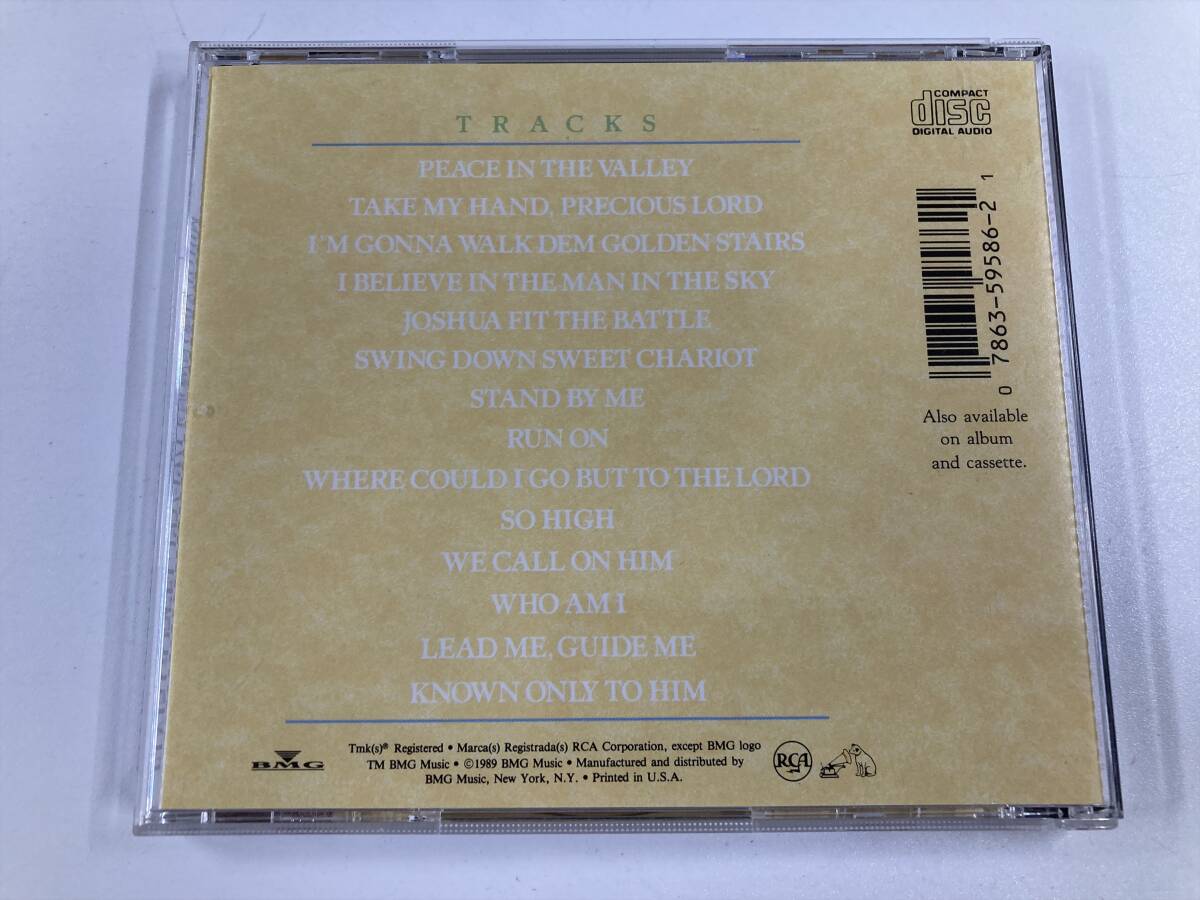 TRACKS
PEACE IN THE VALLEY
TAKE MY HAND, PRECIOUS LORD
I'M GONNA WALK DEM GOLDEN STAIRS
I BELIEVE IN THE MAN IN THE SKY
JOSHUA FIT THE BATTLE
SWING DOWN SWEET CHARIOT
STAND BY ME
RUN ON
WHERE COULD I GO BUT TO THE LORD
SO HIGH
WE CALL ON HIM
WHO AM I
LEAD ME, GUIDE ME
KNOWN ONLY TO HIM
COMPACT
disc
DIGITAL AUDIO
0 7863-59586-2 1
Also available
on album
and cassette.
BMG
Tmk(s)® Registered • Marca(s) Registrada(s) RCA Corporation, except BMG logo
TM BMG Music • ©1989 BMG Music • Manufactured and distributed by
BMG Music, New York, N.Y. • Printed in U.S.A.
RCA